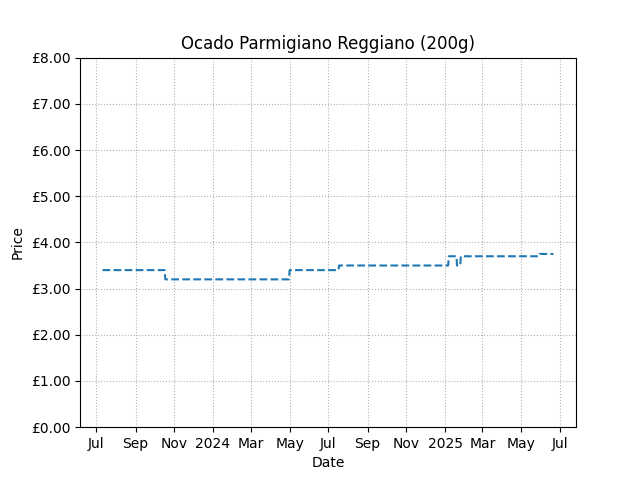 Ocado Parmigiano Reggiano (200g)
£8.00
£7.00
£6.00
£5.00
£4.00
£3.00
£2.00
£1.00
£0.00
Price
Jul Sep Nov 2024 Mar May Jul Sep Nov 2025 Mar May Jul
Date